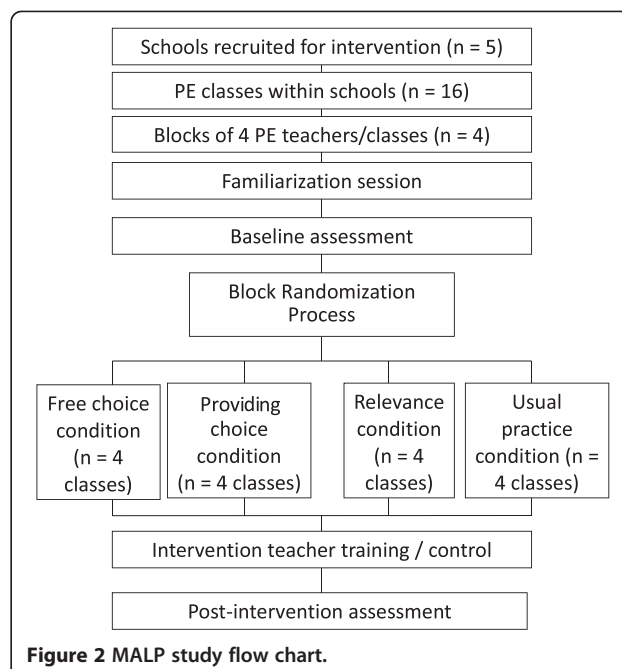 Schools recruited for intervention (n = 5)
PE classes within schools (n = 16)
Blocks of 4 PE teachers/classes (n = 4)
Familiarization session
Baseline assessment
Block Randomization
Process
Free choice
condition
(n = 4
classes)
Providing
choice
condition
(n = 4 classes)
Relevance
condition
(n = 4
classes)
Usual
practice
condition (n =
4 classes)
Intervention teacher training / control
Post-intervention assessment
Figure 2 MALP study flow chart.